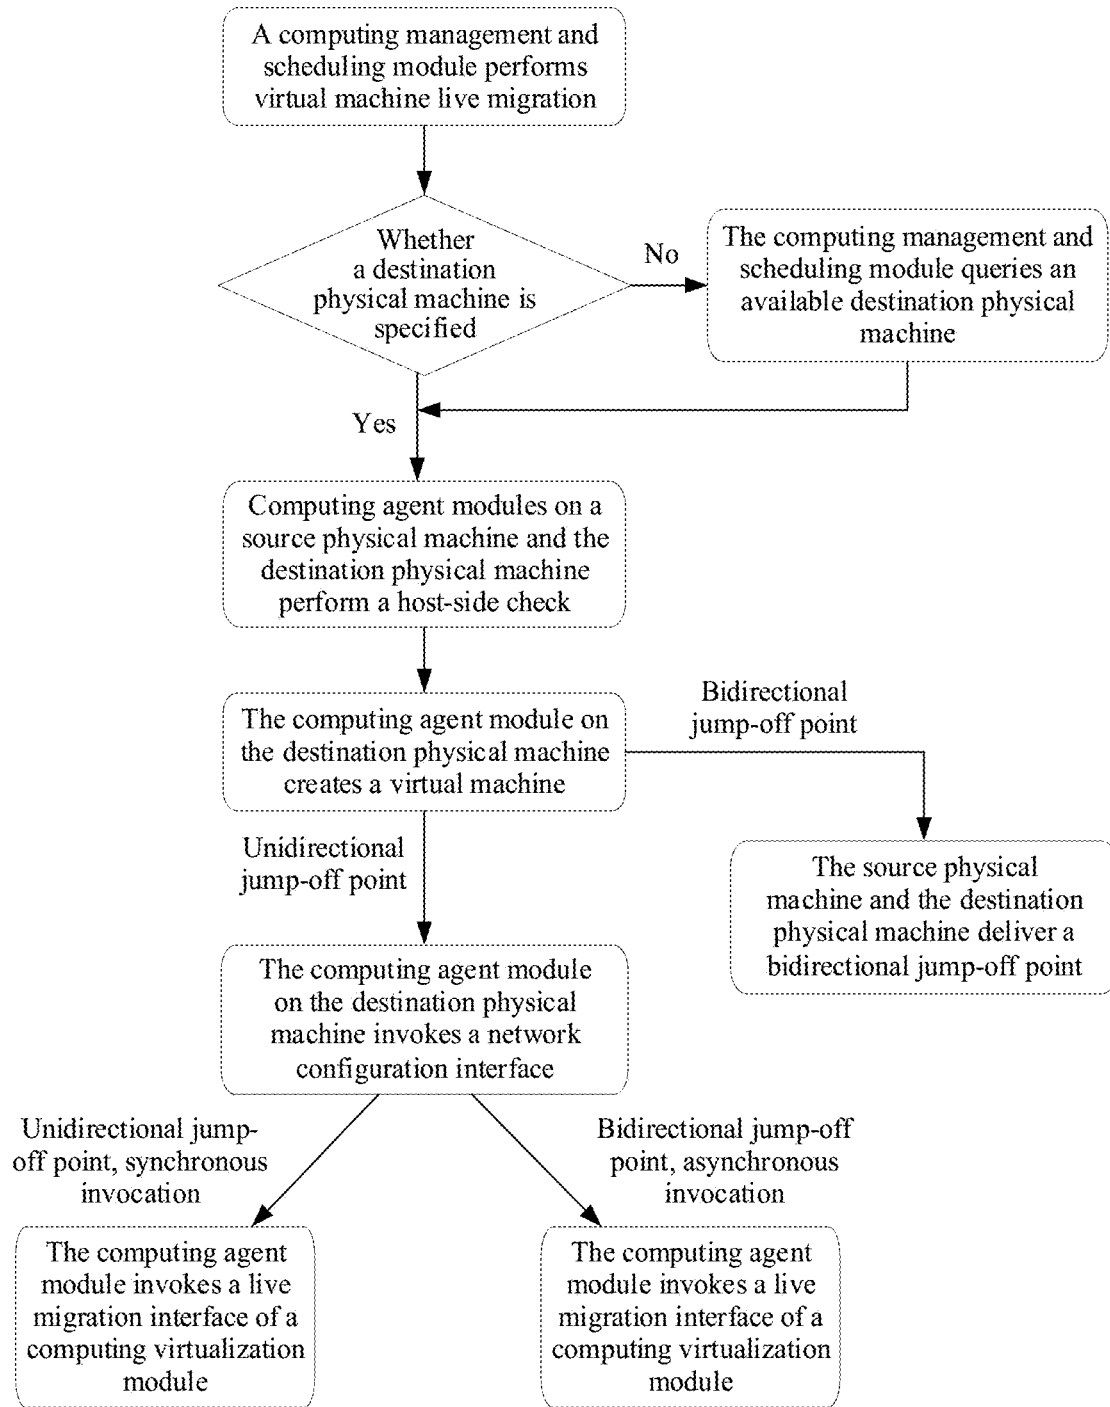 A computing management and
scheduling module performs
virtual machine live migration
Whether
a destination
physical machine is
specified
No
The computing management and
scheduling module queries an
available destination physical
machine
Yes
Computing agent modules on a
source physical machine and the
destination physical machine
perform a host-side check
The computing agent module on
the destination physical machine
creates a virtual machine
Bidirectional
jump-off point
Unidirectional
jump-off point
The source physical
machine and the destination
physical machine deliver a
bidirectional jump-off point
The computing agent module
on the destination physical
machine invokes a network
configuration interface
Unidirectional jump-
off point, synchronous
invocation
Bidirectional jump-off
point, asynchronous
invocation
The computing agent
module invokes a live
migration interface of a
computing virtualization
module
The computing agent
module invokes a live
migration interface of a
computing virtualization
module